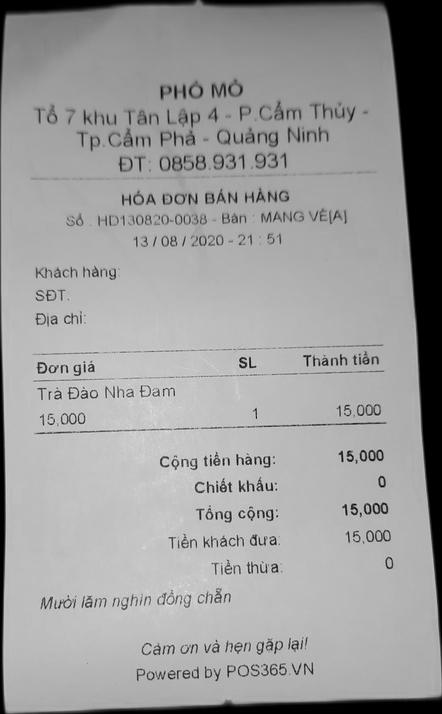 PHỐ MỎ
Tổ 7 khu Tân Lập 4 - P.Cẩm Thủy -
Tp.Cẩm Phả - Quảng Ninh
ĐT: 0858.931.931
HÓA ĐƠN BÁN HÀNG
Số : HD130820-0038 - Bàn : MANG VỀ[A]
13 / 08 / 2020 - 21 : 51
Khách hàng:
SĐT:
Địa chỉ:
Đơn giá SL Thành tiền
Trà Đào Nha Đam
15,000 1 15,000
Cộng tiền hàng: 15,000
Chiết khấu: 0
Tổng cộng: 15,000
Tiền khách đưa: 15,000
Tiền thừa: 0
Mười lăm nghìn đồng chẵn
Cảm ơn và hẹn gặp lại!
Powered by POS365.VN